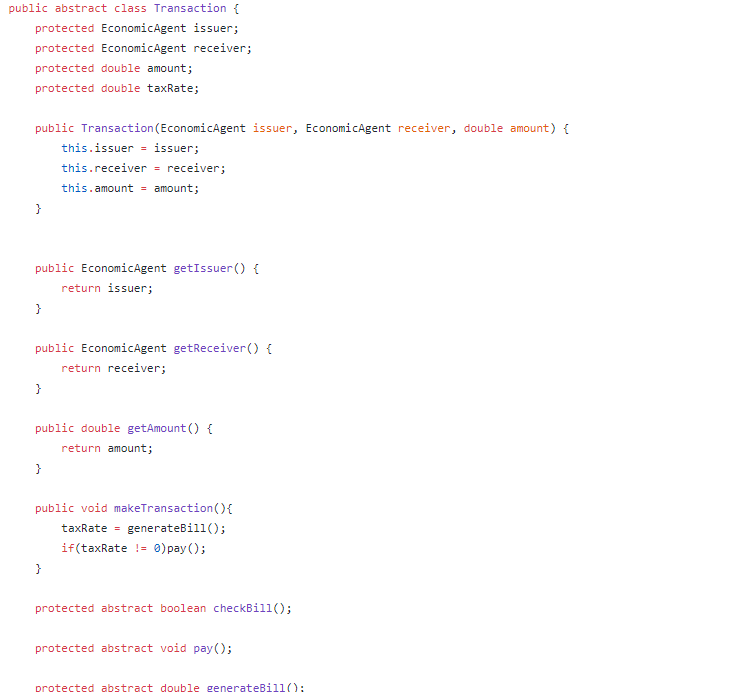 public abstract class Transaction {
protected EconomicAgent issuer;
protected EconomicAgent receiver;
protected double amount;
protected double taxRate;
public Transaction(EconomicAgent issuer, EconomicAgent receiver, double amount) {
this.issuer = issuer;
this.receiver = receiver;
this.amount = amount;
}
public EconomicAgent getIssuer() {
return issuer;
}
public EconomicAgent getReceiver() {
return receiver;
}
public double getAmount() {
return amount;
}
public void makeTransaction(){
taxRate = generateBill();
if(taxRate != 0)pay();
}
protected abstract boolean checkBill();
protected abstract void pay();
protected abstract double generateBill();